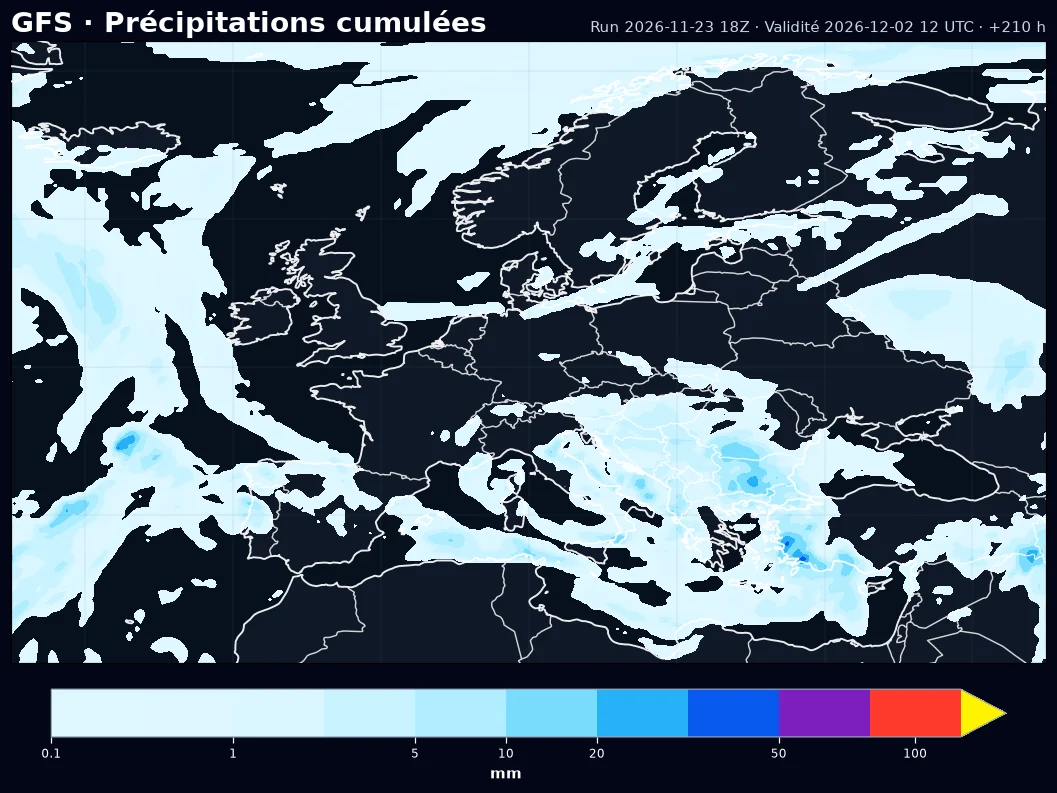 GFS · Précipitations cumulées
Run 2026-11-23 18Z · Validité 2026-12-02 12 UTC · +210 h
0.1 1 5 10 20 50 100
mm